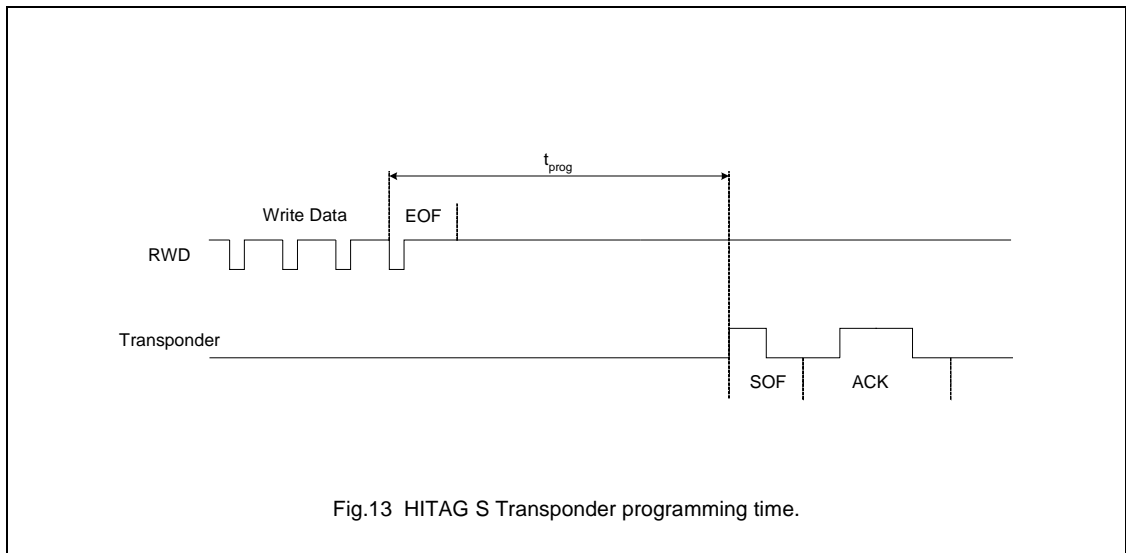 tprog
Write Data
EOF
RWD
Transponder
SOF
ACK
Fig.13 HITAG S Transponder programming time.